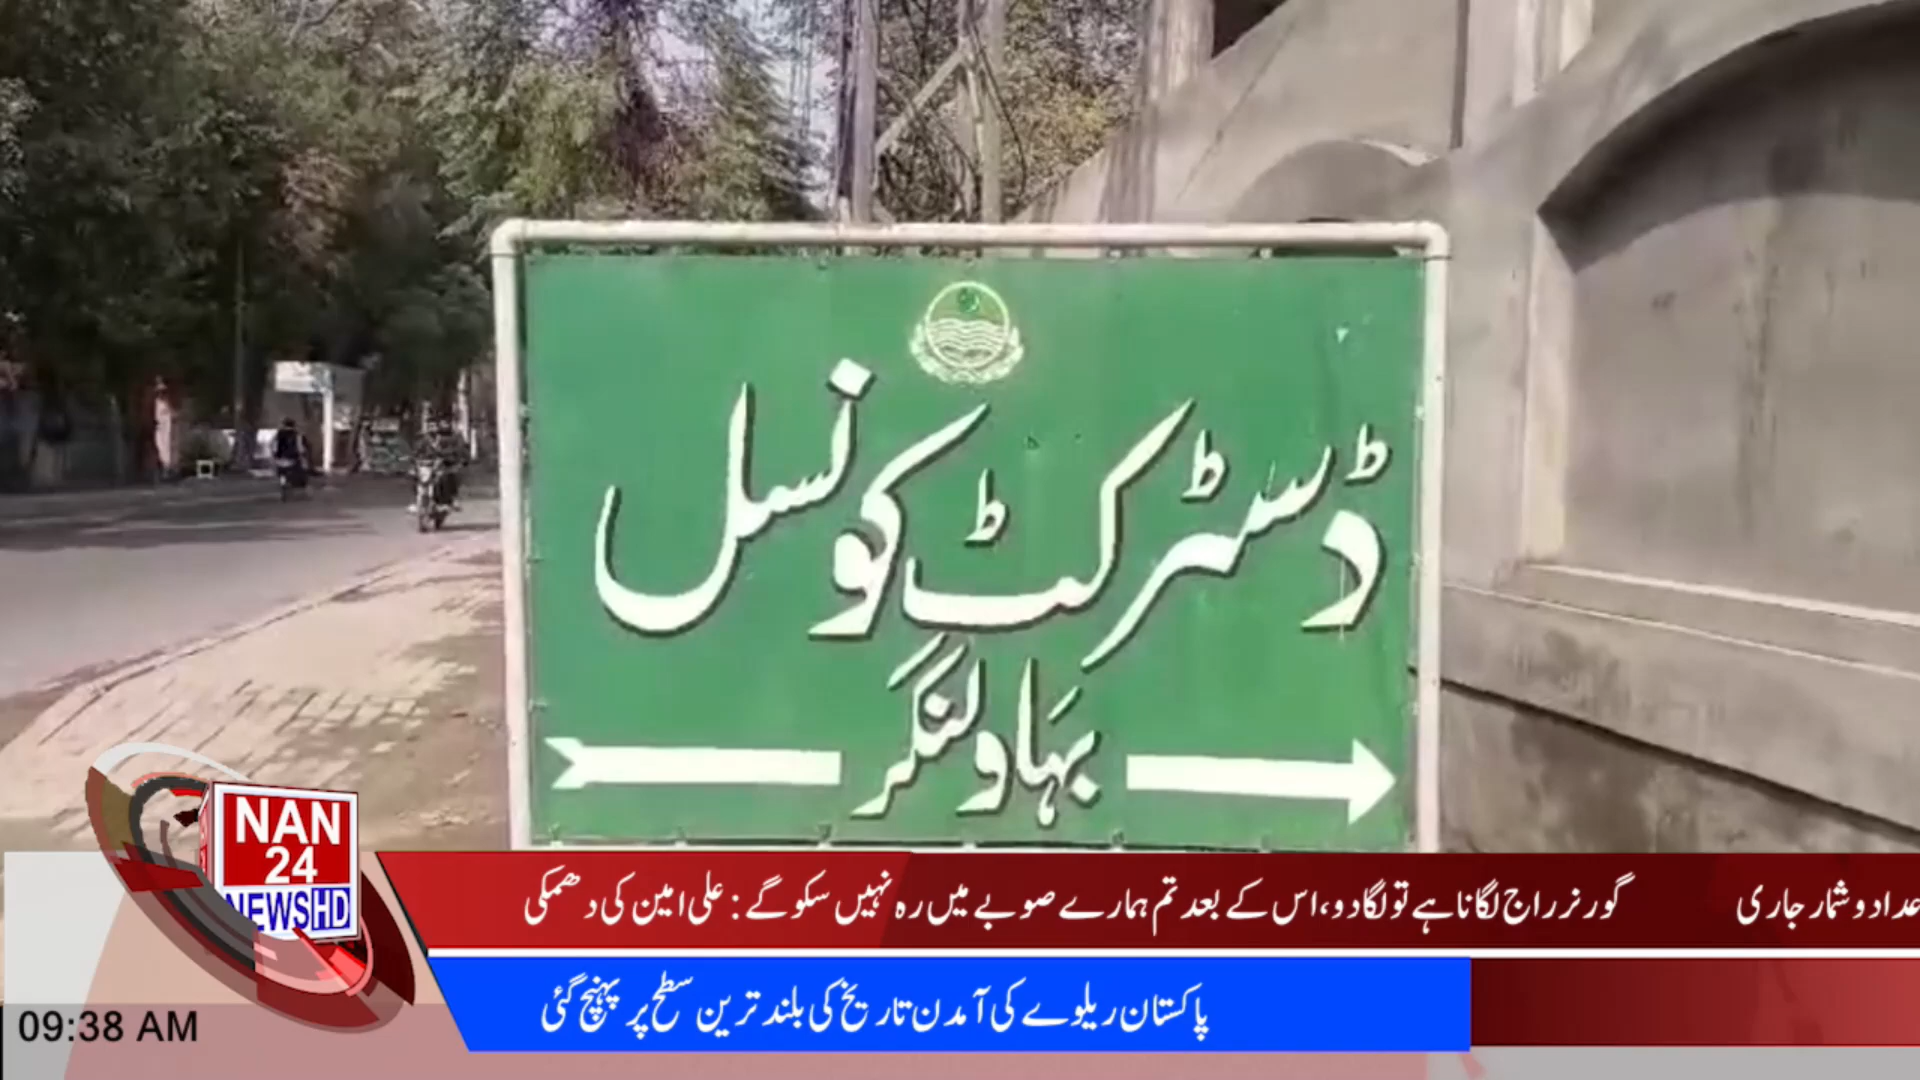 ڈسٹرکٹ کونسل
بہاولنگر
NAN
24
NEWSHD
گورنر راج لگانا ہے تو لگا دو، اس کے بعد تم ہمارے صوبے میں رہ نہیں سکو گے : علی امین کی دھمکی
عداد و شمار جاری
پاکستان ریلوے کی آمدن تاریخ کی بلند ترین سطح پر پہنچ گئی
09:38 AM